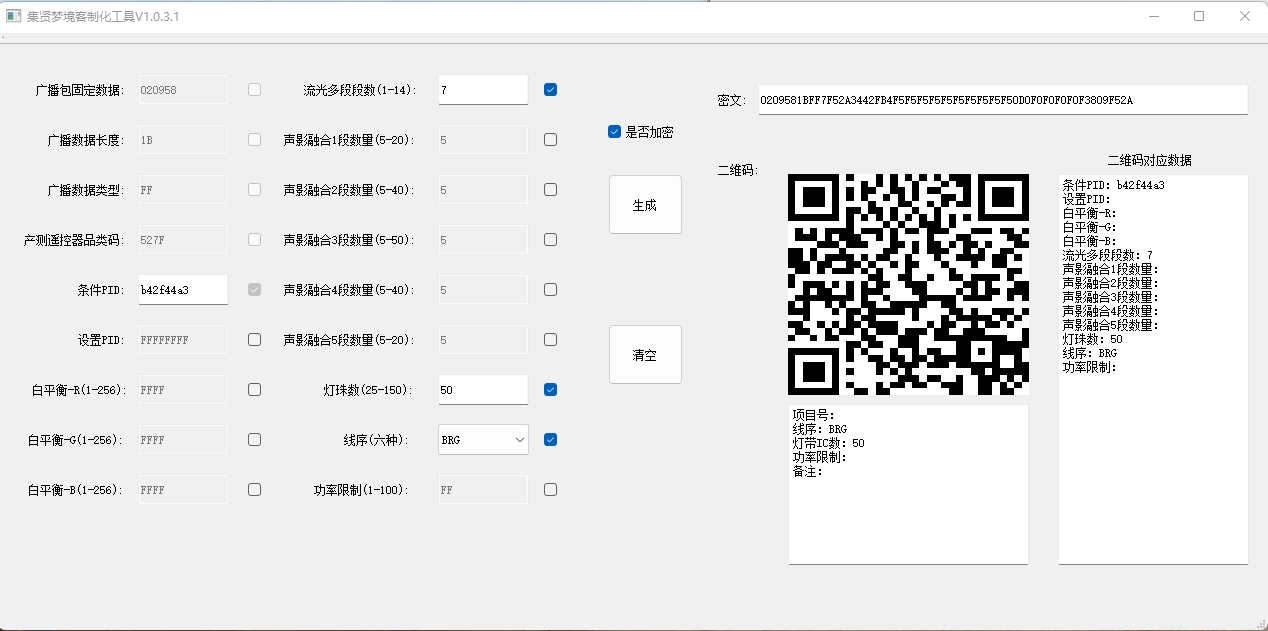 集贤梦境客制化工具V1.0.3.1
广播包固定数据: 020958
广播数据长度: 1B
广播数据类型: FF
产测遥控器品类码: 527F
条件PID: b42f44a3
设置PID: FFFFFFFF
白平衡-R(1-256): FFFF
白平衡-G(1-256): FFFF
白平衡-B(1-256): FFFF
流光多段段数(1-14): 7
声影融合1段数量(5-20): 5
声影融合2段数量(5-40): 5
声影融合3段数量(5-50): 5
声影融合4段数量(5-40): 5
声影融合5段数量(5-20): 5
灯珠数(25-150): 50
线序(六种): BRG
功率限制(1-100): FF
是否加密
生成
清空
密文: 0209581BFF7F52A3442FB4F5F5F5F5F5F5F5F5F5F50D0F0F0F0F0F3809F52A
二维码:
项目号:
线序: BRG
灯带IC数: 50
功率限制:
备注:
二维码对应数据
条件PID: b42f44a3
设置PID:
白平衡-R:
白平衡-G:
白平衡-B:
流光多段段数: 7
声影融合1段数量:
声影融合2段数量:
声影融合3段数量:
声影融合4段数量:
声影融合5段数量:
灯珠数: 50
线序: BRG
功率限制: